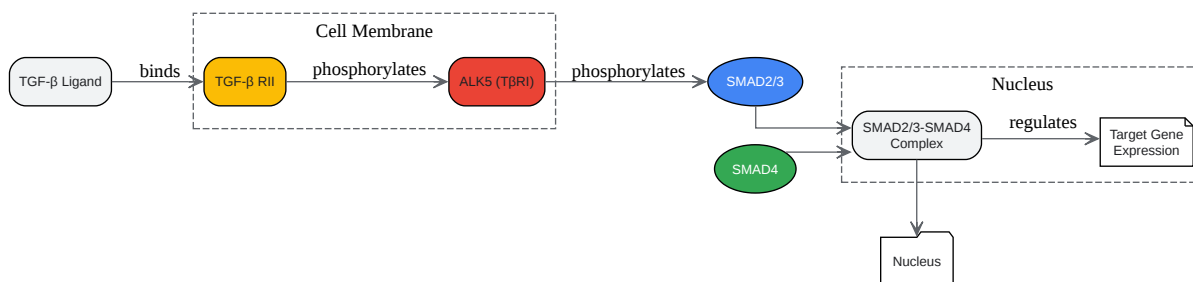 Cell Membrane
TGF-β Ligand
binds
TGF-β RII
phosphorylates
ALK5 (TβRI)
phosphorylates
SMAD2/3
Nucleus
SMAD2/3-SMAD4
Complex
regulates
Target Gene
Expression
SMAD4
Nucleus